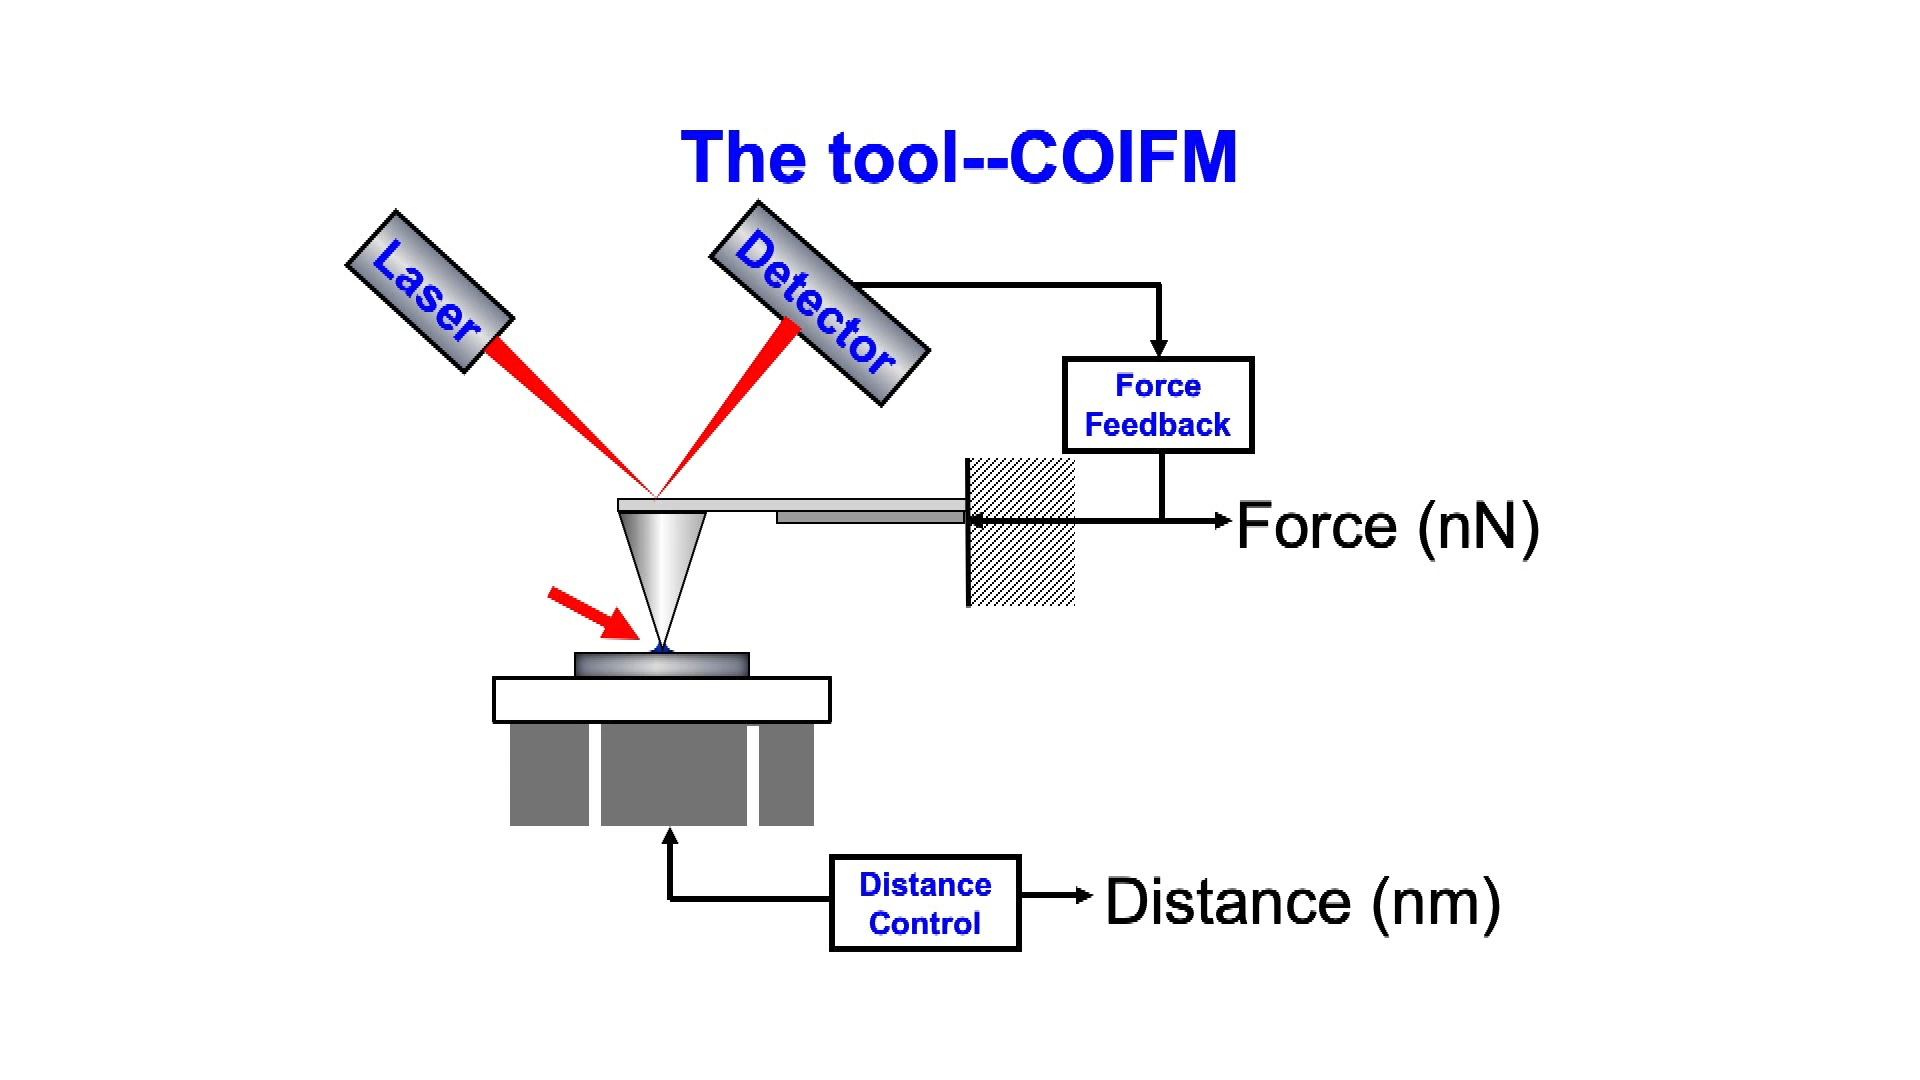 The tool--COIFM
Laser
Detector
Force
Feedback
Force (nN)
Distance
Control
Distance (nm)